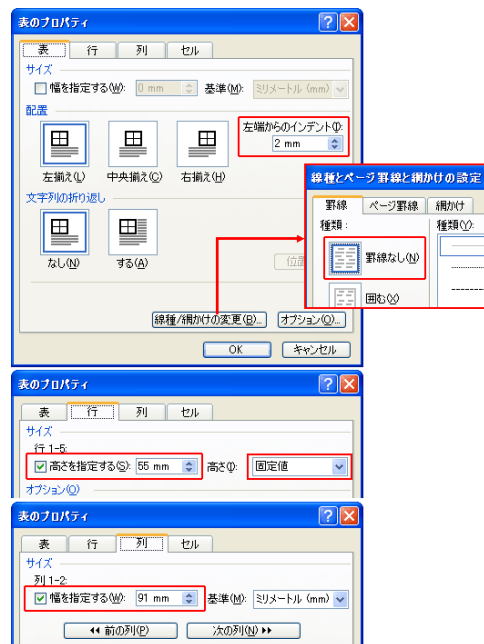 表のプロパティ
表 行 列 セル
サイズ
幅を指定する(W): 0 mm 基準(M): ミリメートル (mm)
配置
左端からのインデント(I):
2 mm
左揃え(L) 中央揃え(C) 右揃え(H)
文字列の折り返し
なし(N) する(A)
線種/網かけの変更(B)... オプション(O)...
OK キャンセル
線種とページ罫線と網かけの設定
罫線 ページ罫線 網かけ
種類: 種類(Y):
罫線なし(N)
囲む(X)
表のプロパティ
表 行 列 セル
サイズ
行 1-5:
高さを指定する(S): 55 mm 高さ(I): 固定値
オプション(O)
表のプロパティ
表 行 列 セル
サイズ
列 1-2:
幅を指定する(W): 91 mm 基準(M): ミリメートル (mm)
前の列(P) 次の列(N)